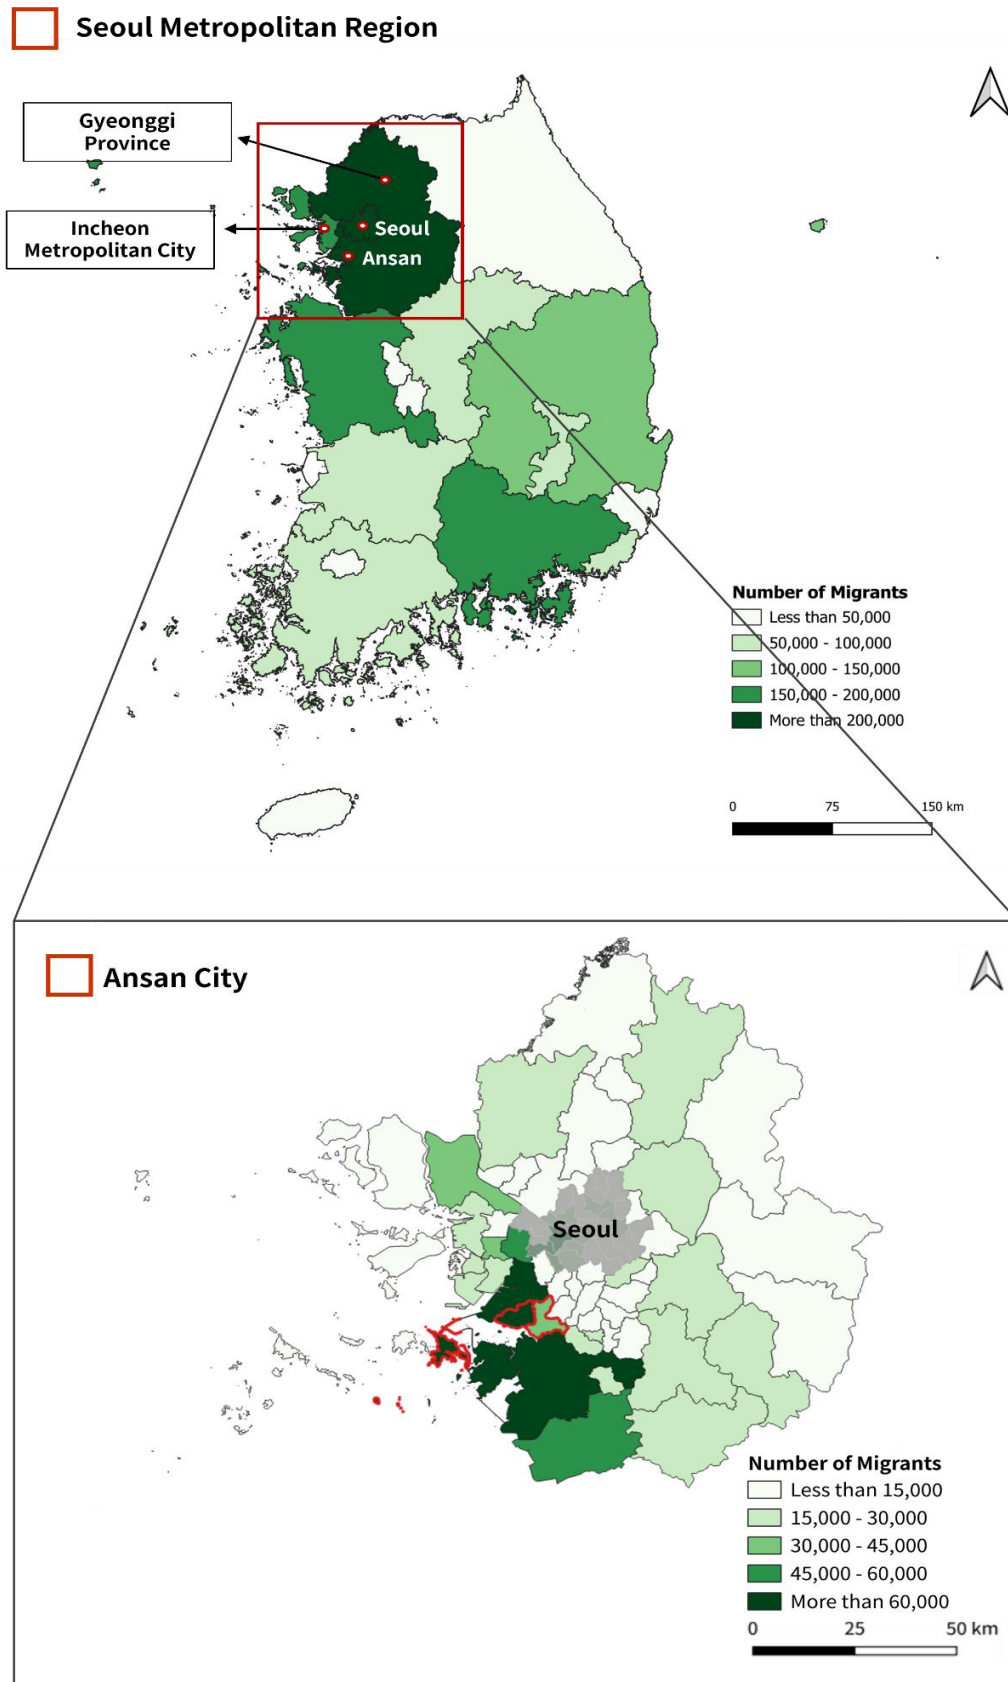 Seoul Metropolitan Region
Gyeonggi
Province
Incheon
Metropolitan City
Seoul
Ansan
Number of Migrants
Less than 50,000
50,000 - 100,000
100,000 - 150,000
150,000 - 200,000
More than 200,000
0 75 150 km
Ansan City
Seoul
Number of Migrants
Less than 15,000
15,000 - 30,000
30,000 - 45,000
45,000 - 60,000
More than 60,000
0 25 50 km